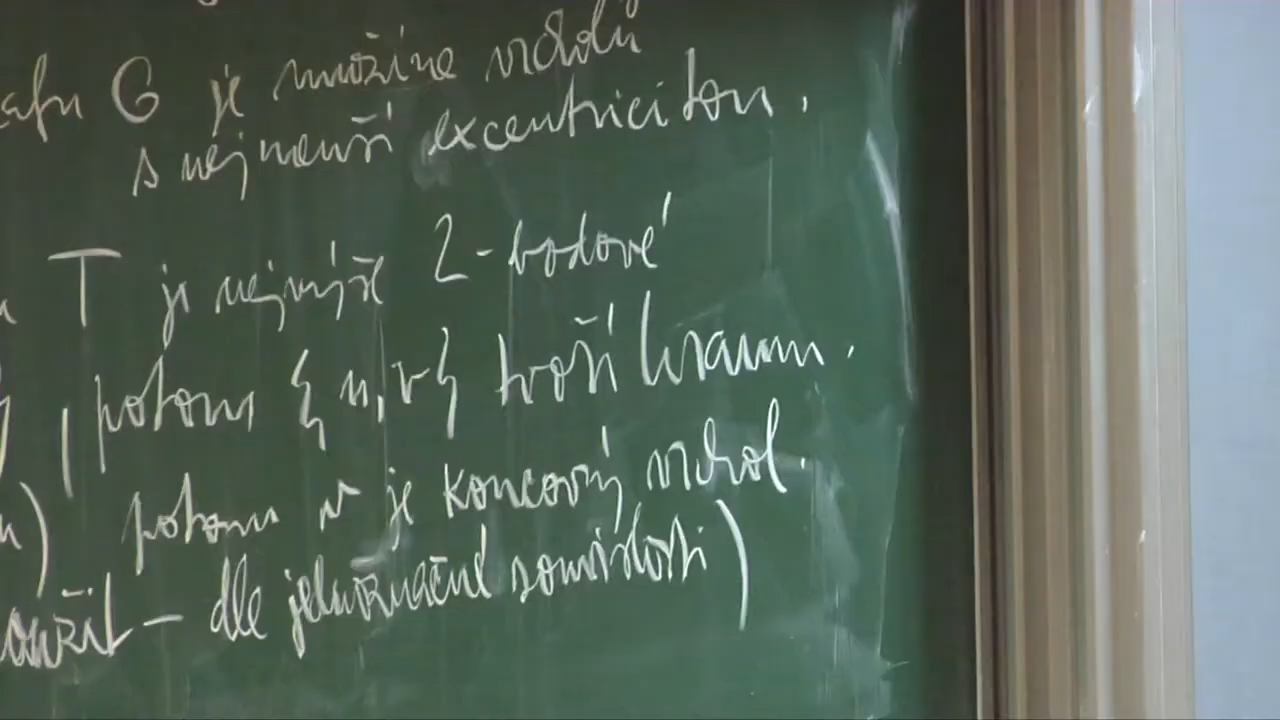 grafu G je množina vrcholů
s nejmenší excentricitou.
T je nejvýše 2-bodové
, potom {u,v} tvoří hranu.
) potom v je koncový vrchol.
– dle jednoznačné souvislosti)